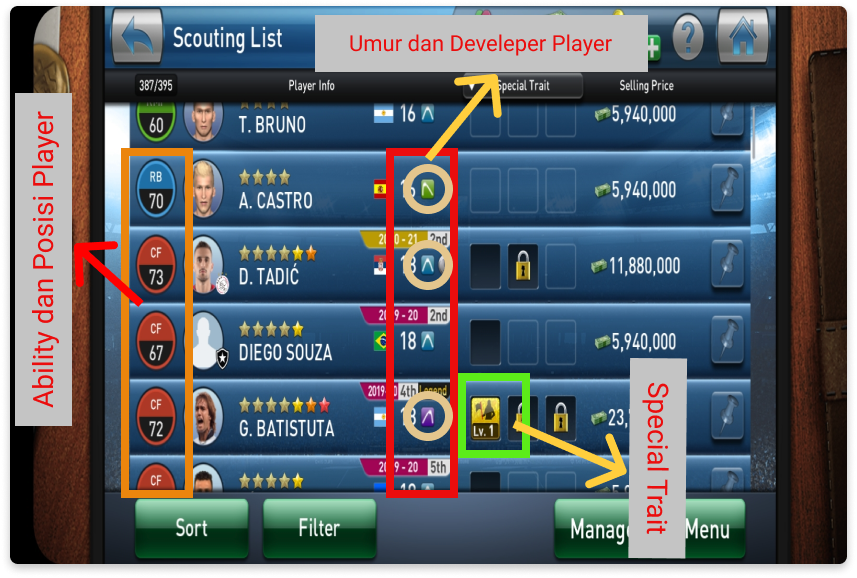 Scouting List
Umur dan Develeper Player
?
387/395
Player Info
Special Trait
Selling Price
60
T. BRUNO
16
5,940,000
RB
70
A. CASTRO
5,940,000
2nd
CF
73
D. TADIĆ
11,880,000
20 2nd
CF
67
DIEGO SOUZA
18
5,940,000
2019 4th Legend
CF
72
G. BATISTUTA
Lv. 1
23,
20 5th
CF
Sort
Filter
Manage
Menu
Ability dan Posisi Player
Special Trait